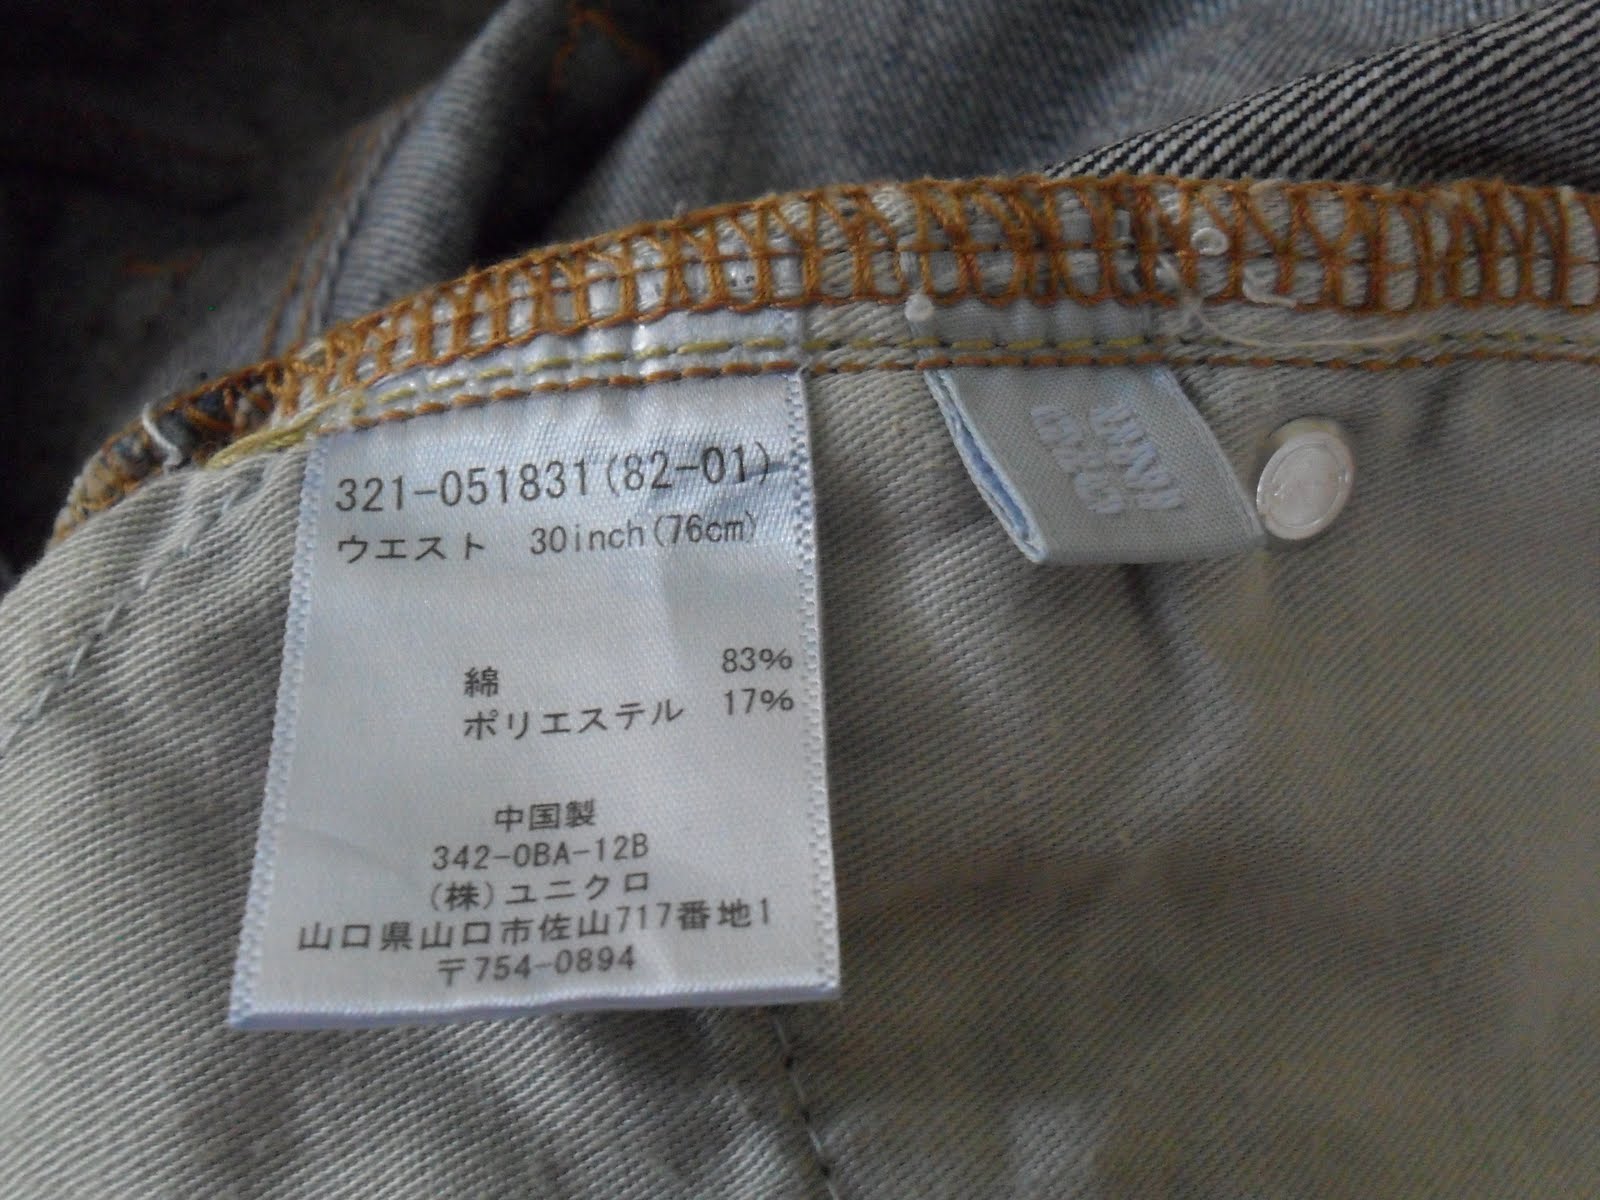 321-051831(82-01)
ウエスト 30inch(76cm)
綿 83%
ポリエステル 17%
中国製
342-0BA-12B
(株)ユニクロ
山口県山口市佐山717番地1
〒754-0894